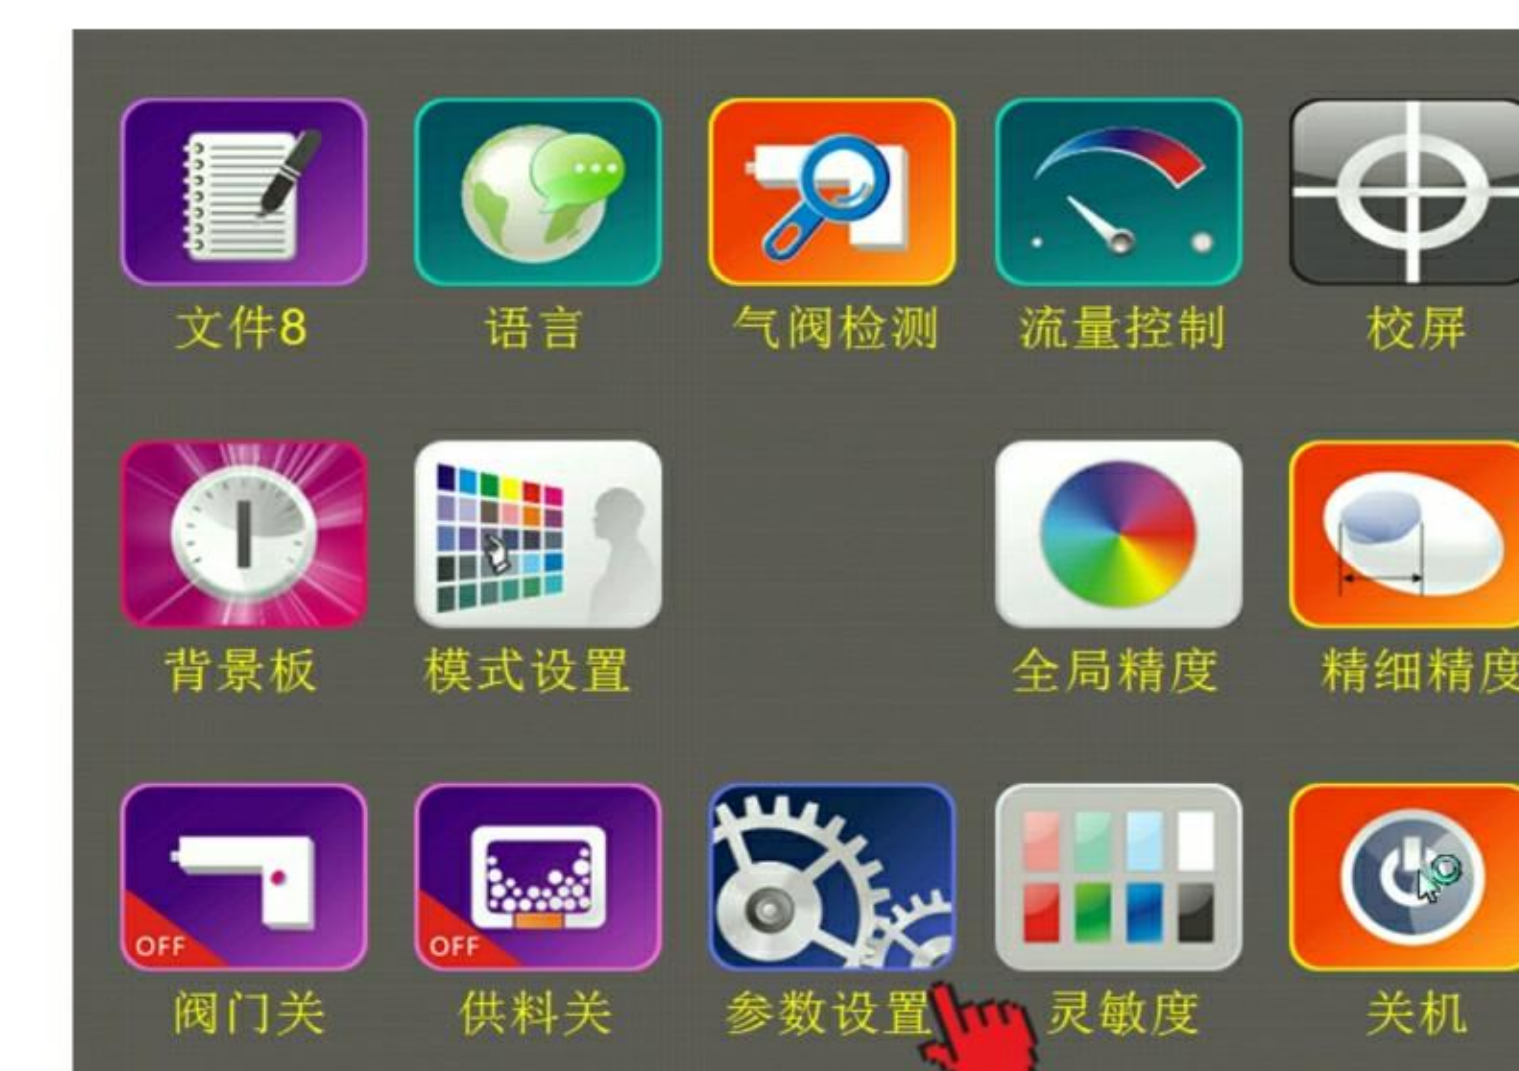 文件8 语言 气阀检测 流量控制 校屏
背景板 模式设置 全局精度 精细精度
OFF OFF
阀门关 供料关 参数设置 灵敏度 关机